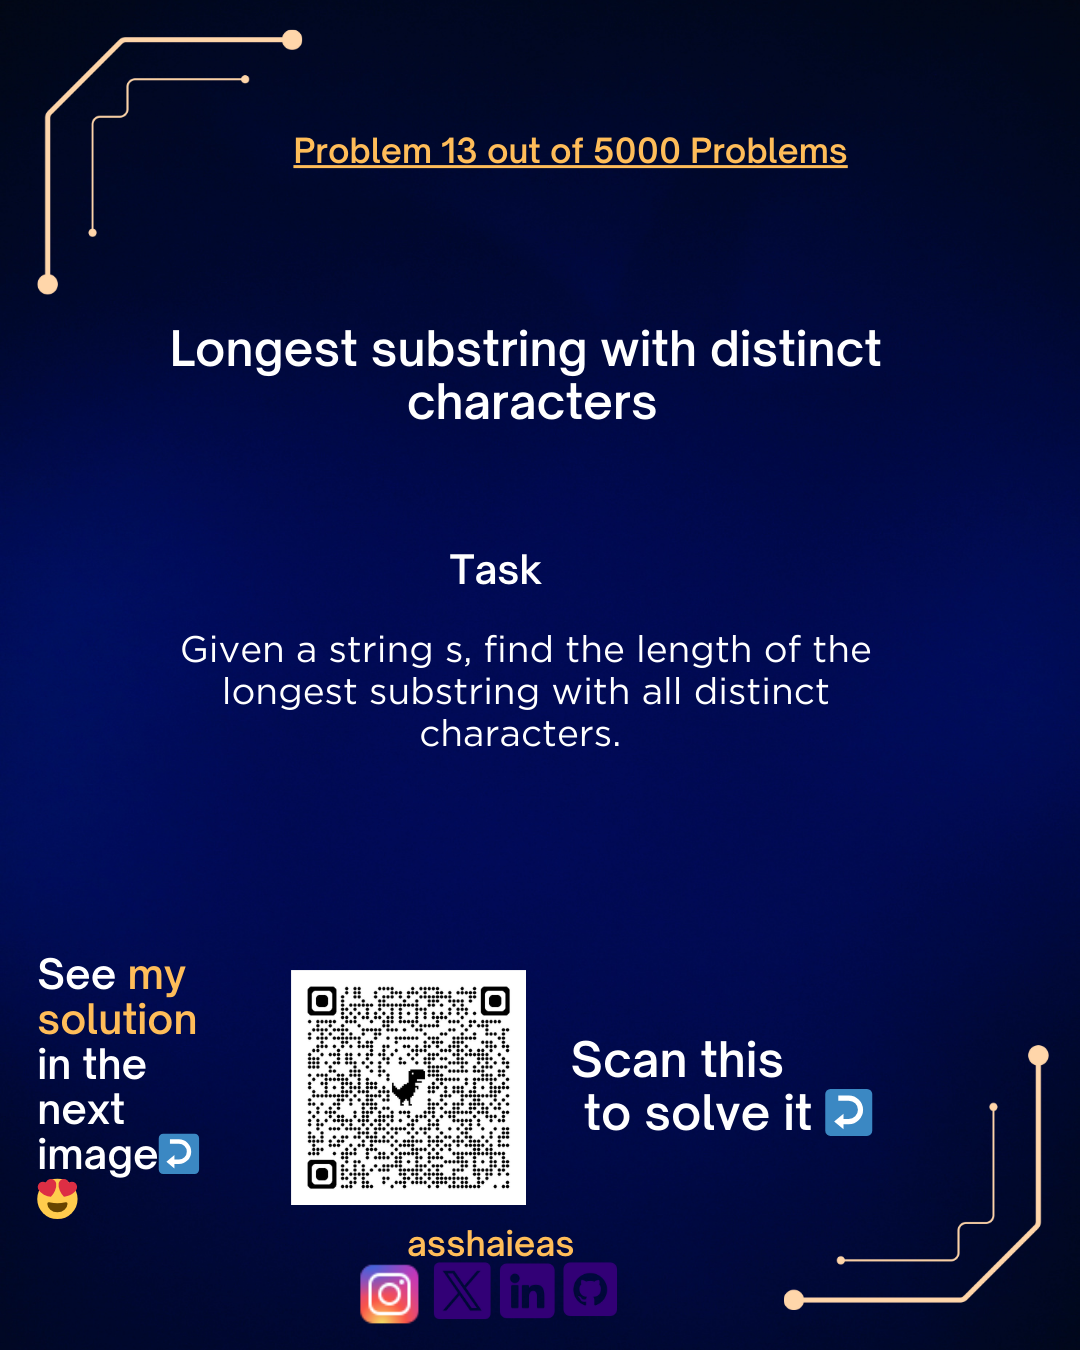 Problem 13 out of 5000 Problems
Longest substring with distinct
characters
Task
Given a string s, find the length of the
longest substring with all distinct
characters.
See my
solution
in the
next
image
Scan this
to solve it
asshaieas